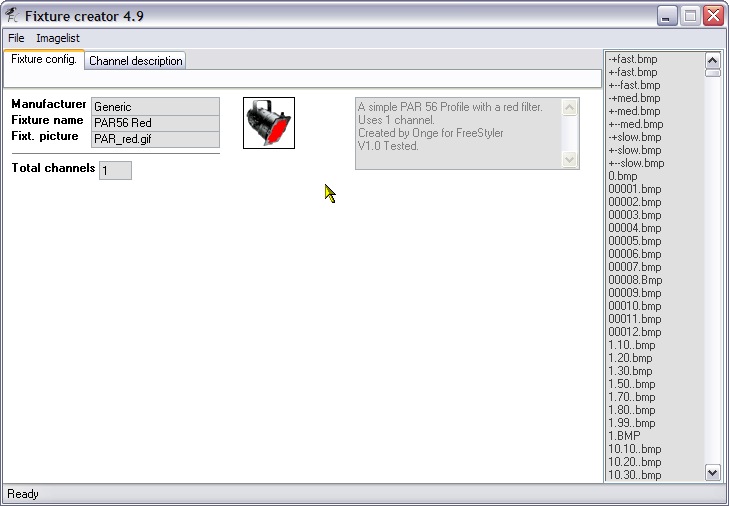 Fixture creator 4.9
File Imagelist
Fixture config. Channel description
Manufacturer Generic
Fixture name PAR56 Red
Fixt. picture PAR_red.gif
Total channels 1
A simple PAR 56 Profile with a red filter.
Uses 1 channel.
Created by Onge for FreeStyler
V1.0 Tested.
-+fast.bmp
+-fast.bmp
+--fast.bmp
-+med.bmp
+-med.bmp
+--med.bmp
-+slow.bmp
+-slow.bmp
+--slow.bmp
0.bmp
00001.bmp
00002.bmp
00003.bmp
00004.bmp
00005.bmp
00006.bmp
00007.bmp
00008.Bmp
00009.bmp
00010.bmp
00011.bmp
00012.bmp
1.10..bmp
1.20.bmp
1.30.bmp
1.50..bmp
1.70..bmp
1.80..bmp
1.99..bmp
1.BMP
10.10..bmp
10.20..bmp
10.30..bmp
Ready